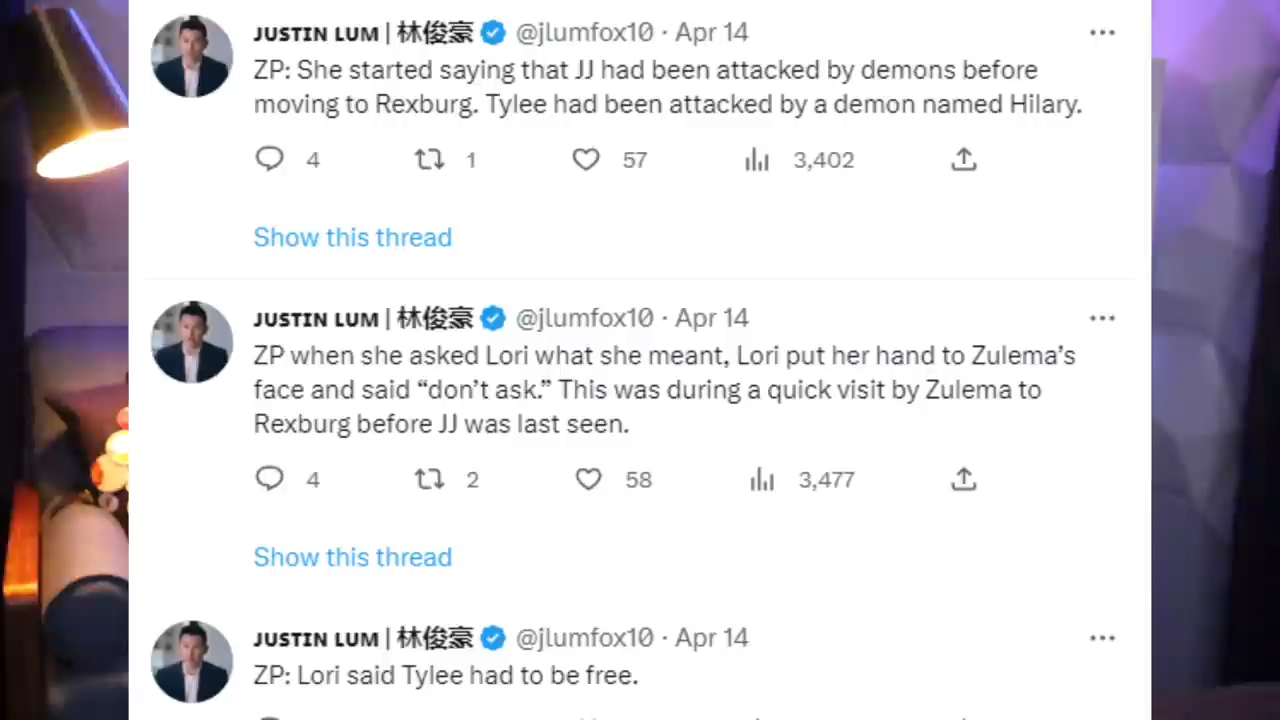 JUSTIN LUM | 林俊豪 @jlumfox10 · Apr 14
ZP: She started saying that JJ had been attacked by demons before
moving to Rexburg. Tylee had been attacked by a demon named Hilary.
4 1 57 3,402
Show this thread
JUSTIN LUM | 林俊豪 @jlumfox10 · Apr 14
ZP when she asked Lori what she meant, Lori put her hand to Zulema’s
face and said “don’t ask.” This was during a quick visit by Zulema to
Rexburg before JJ was last seen.
4 2 58 3,477
Show this thread
JUSTIN LUM | 林俊豪 @jlumfox10 · Apr 14
ZP: Lori said Tylee had to be free.